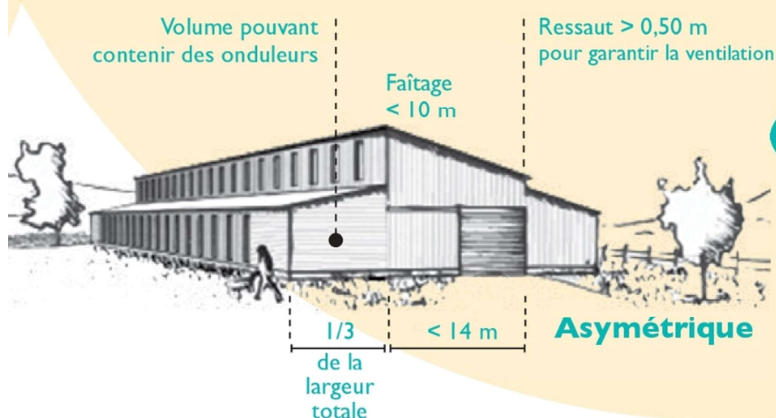 Volume pouvant
contenir des onduleurs
Ressaut > 0,50 m
pour garantir la ventilation
Faîtage
< 10 m
1/3
de la
largeur
totale
< 14 m
Asymétrique